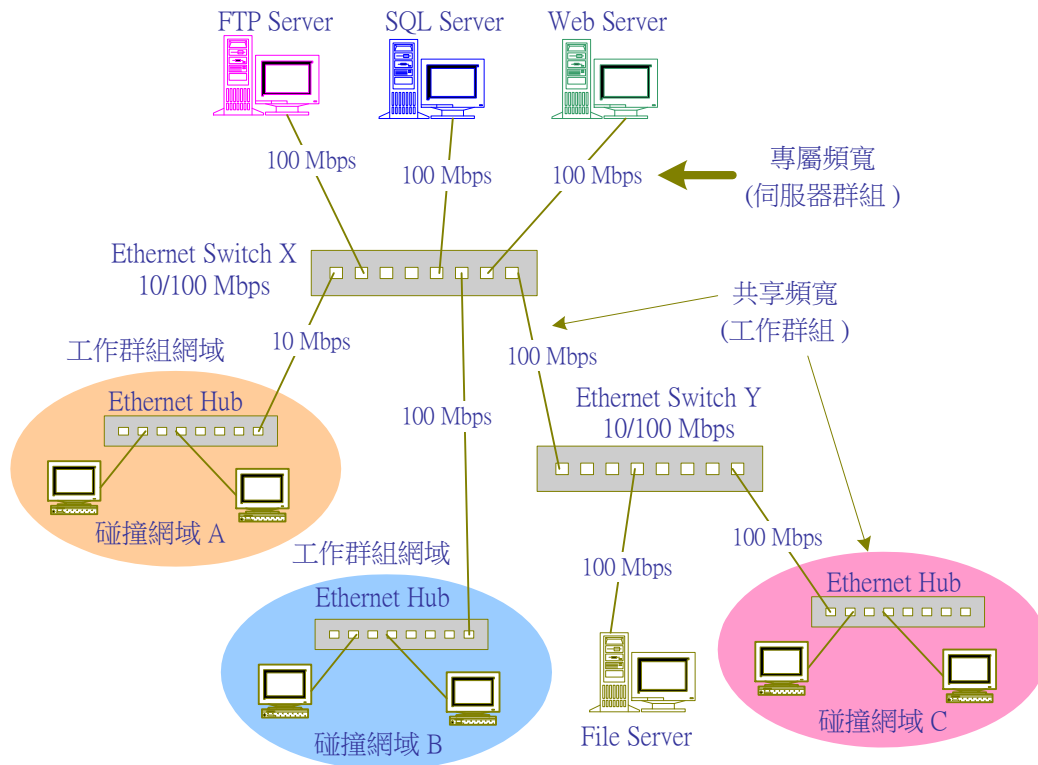 FTP Server
SQL Server
Web Server
100 Mbps
100 Mbps
100 Mbps
專屬頻寬
(伺服器群組)
Ethernet Switch X
10/100 Mbps
共享頻寬
(工作群組)
10 Mbps
100 Mbps
工作群組網域
Ethernet Hub
100 Mbps
Ethernet Switch Y
10/100 Mbps
碰撞網域 A
工作群組網域
Ethernet Hub
100 Mbps
100 Mbps
Ethernet Hub
碰撞網域 B
File Server
碰撞網域 C